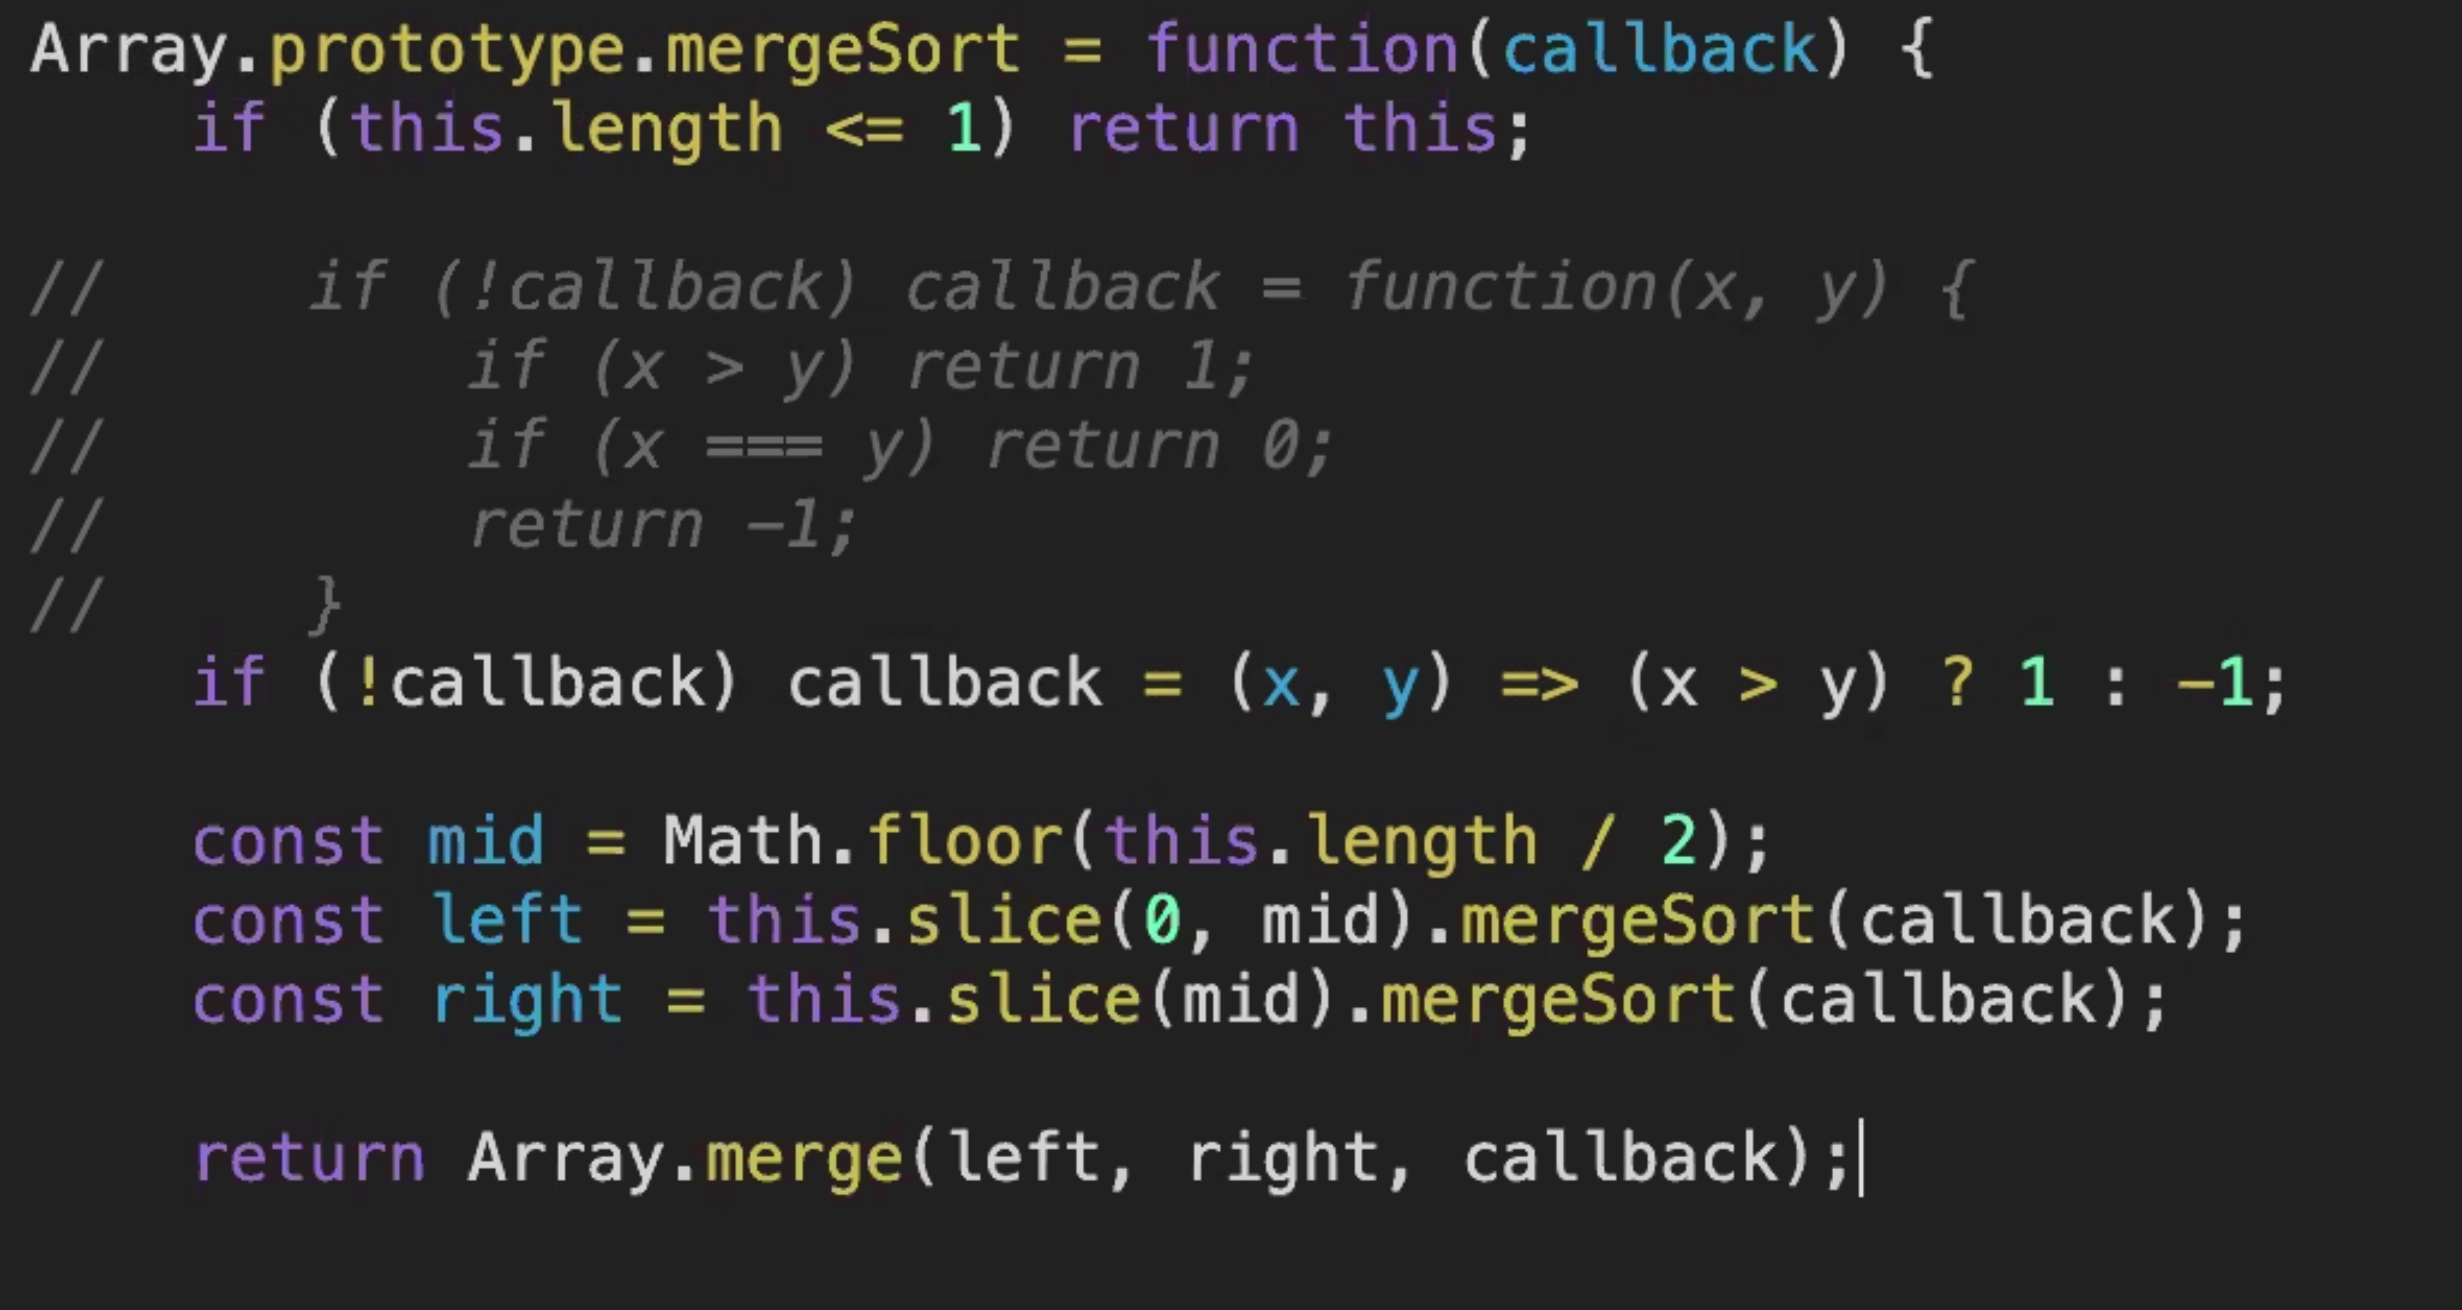 Array.prototype.mergeSort = function(callback) {
    if (this.length <= 1) return this;
//     if (!callback) callback = function(x, y) {
//         if (x > y) return 1;
//         if (x === y) return 0;
//         return -1;
//     }
    if (!callback) callback = (x, y) => (x > y) ? 1 : -1;
    const mid = Math.floor(this.length / 2);
    const left = this.slice(0, mid).mergeSort(callback);
    const right = this.slice(mid).mergeSort(callback);
    return Array.merge(left, right, callback);